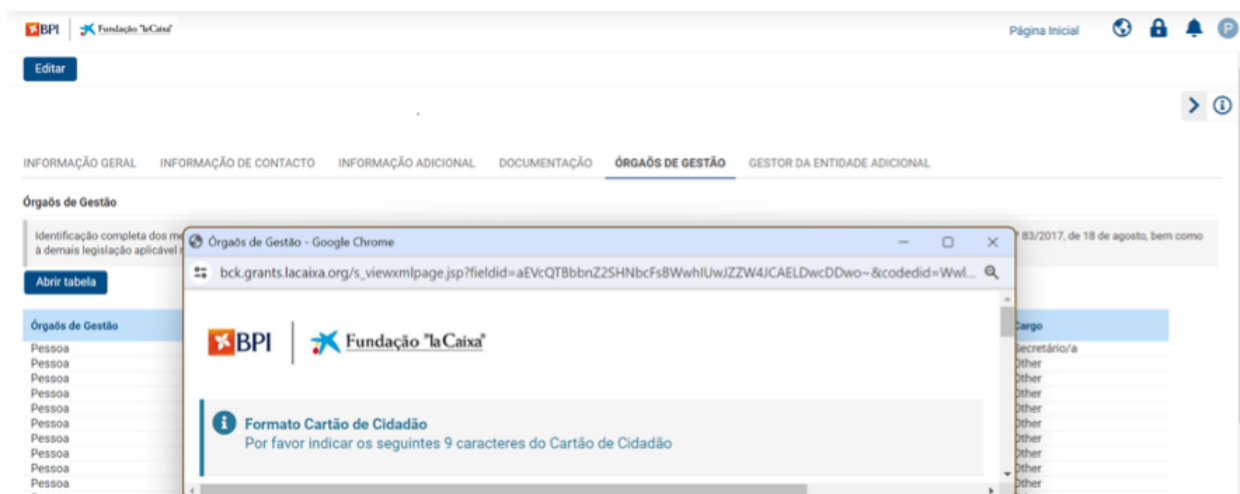 BPI Fundação "la Caixa"
Página Inicial
P
Editar
INFORMAÇÃO GERAL INFORMAÇÃO DE CONTACTO INFORMAÇÃO ADICIONAL DOCUMENTAÇÃO ÓRGAÕS DE GESTÃO GESTOR DA ENTIDADE ADICIONAL
Órgaõs de Gestão
Identificação completa dos
º 83/2017, de 18 de agosto, bem como
à demais legislação aplicável
Abrir tabela
Órgaõs de Gestão
Cargo
Pessoa Secretário/a
Pessoa Other
Pessoa Other
Pessoa Other
Pessoa Other
Pessoa Other
Pessoa Other
Pessoa Other
Pessoa Other
Pessoa Other
Órgaõs de Gestão - Google Chrome
bck.grants.lacaixa.org/s_viewxmlpage.jsp?fieldid=aEVcQTBbbnZ2SHNbcFsBWwhIUwJZZW4JCAELDwcDDwo~&codedid=Wwl...
BPI Fundação "la Caixa"
Formato Cartão de Cidadão
Por favor indicar os seguintes 9 caracteres do Cartão de Cidadão